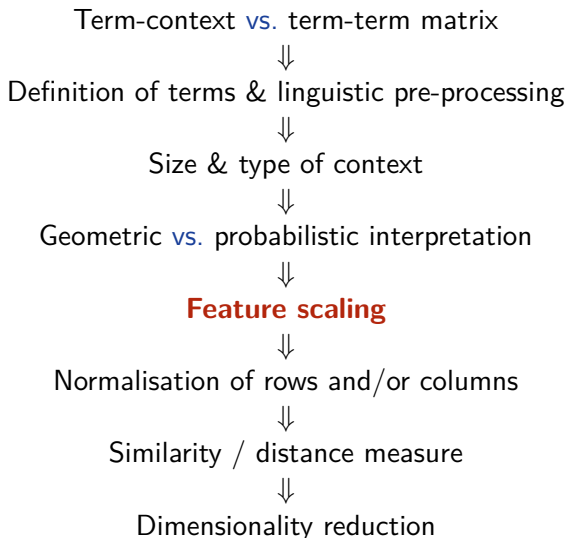 Term-context vs. term-term matrix
⇓
Definition of terms & linguistic pre-processing
⇓
Size & type of context
⇓
Geometric vs. probabilistic interpretation
⇓
Feature scaling
⇓
Normalisation of rows and/or columns
⇓
Similarity / distance measure
⇓
Dimensionality reduction